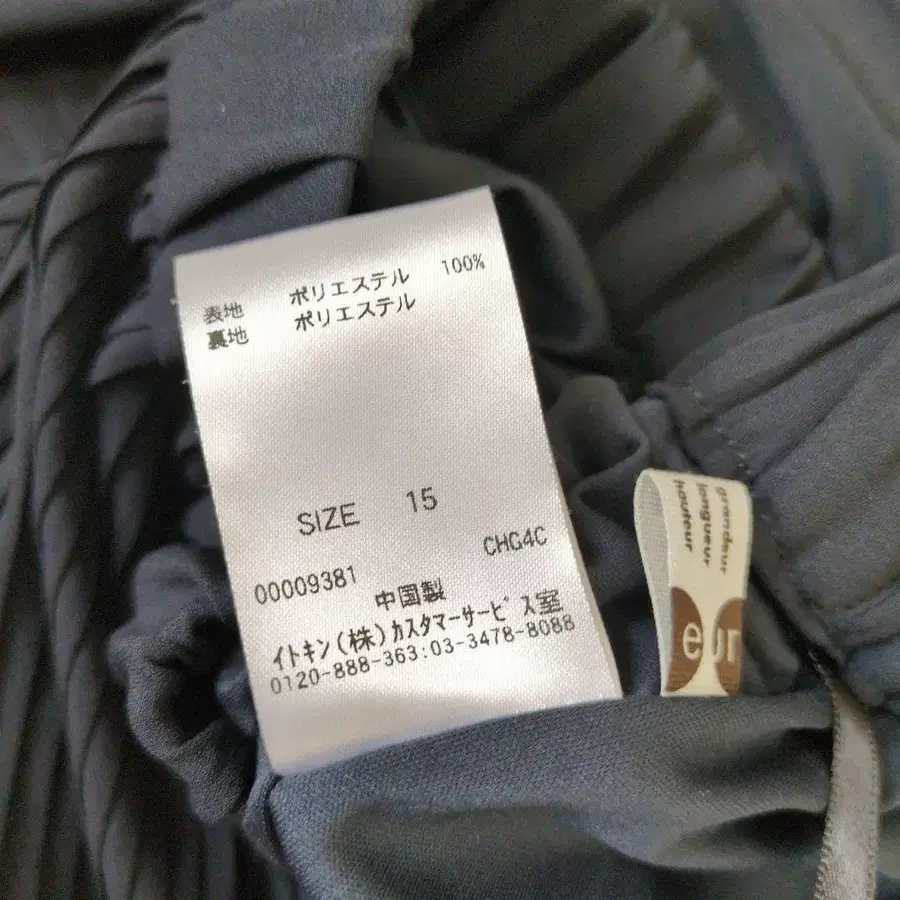 表地 ポリエステル 100%
裏地 ポリエステル
SIZE 15
CHG4C
00009381
中国製
イトキン(株)カスタマーサービス室
0120-888-363:03-3478-8088
grandeur
longueur
hauteur
eur